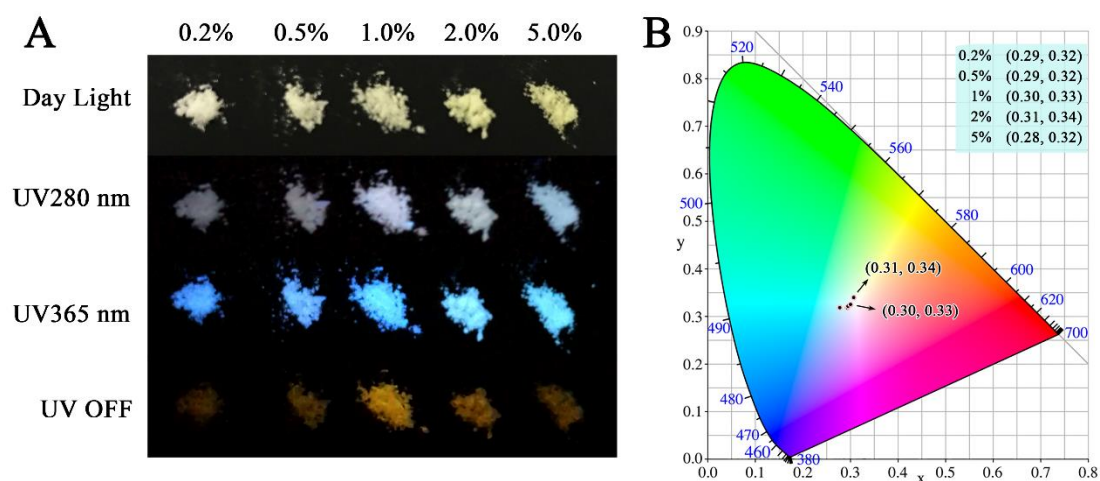 A
0.2% 0.5% 1.0% 2.0% 5.0%
Day Light
UV280 nm
UV365 nm
UV OFF
B
0.2% (0.29, 0.32)
0.5% (0.29, 0.32)
1% (0.30, 0.33)
2% (0.31, 0.34)
5% (0.28, 0.32)
0.9
0.8
0.7
0.6
0.5
0.4
0.3
0.2
0.1
0.0
y
0.0 0.1 0.2 0.3 0.4 0.5 0.6 0.7 0.8
x
520
540
560
500
580
600
620
490
700
480
470
460
380
(0.31, 0.34)
(0.30, 0.33)